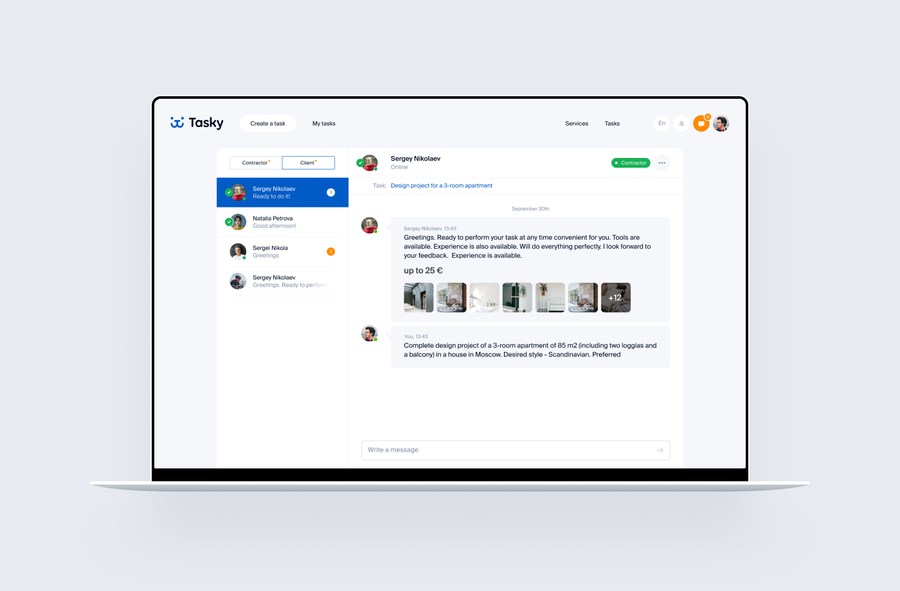 Tasky
Create a task
My tasks
Services
Tasks
En
Contractor
Client
Sergey Nikolaev
Ready to do it!
Natalia Petrova
Good afternoon!
Sergei Nikola
Greetings
Sergey Nikolaev
Greetings. Ready to perform
Sergey Nikolaev
Online
Contractor
Task: Design project for a 3-room apartment
September 30th
Sergey Nikolaev, 13:43
Greetings. Ready to perform your task at any time convenient for you. Tools are
available. Experience is also available. Will do everything perfectly. I look forward to
your feedback. Experience is available.
up to 25 €
+12
You, 13:43
Complete design project of a 3-room apartment of 85 m2 (including two loggias and
a balcony) in a house in Moscow. Desired style - Scandinavian. Preferred
Write a message